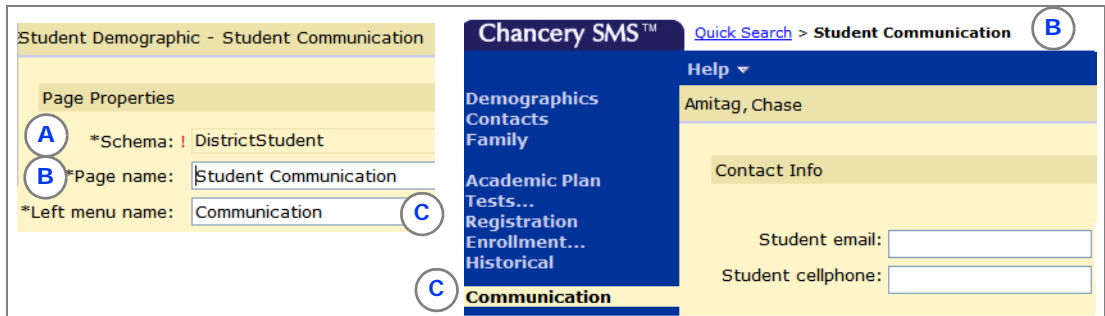 Student Demographic - Student Communication
Page Properties
A *Schema: ! DistrictStudent
B *Page name: Student Communication
*Left menu name: Communication C
Chancery SMS™ Quick Search > Student Communication B
Help
Demographics
Contacts
Family
Academic Plan
Tests...
Registration
Enrollment...
Historical
C Communication
Amitag, Chase
Contact Info
Student email:
Student cellphone: